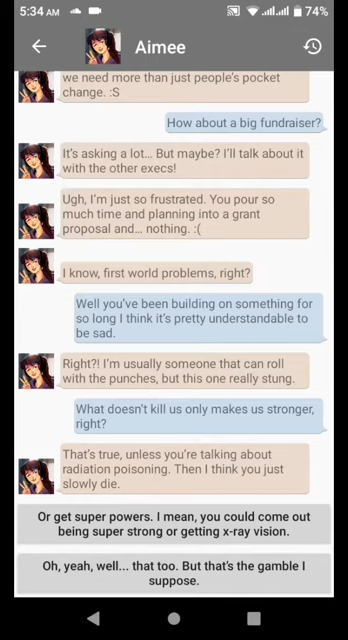 5:34 AM
74%
Aimee
we need more than just people's pocket
change. :S
How about a big fundraiser?
It's asking a lot... But maybe? I'll talk about it
with the other execs!
Ugh, I'm just so frustrated. You pour so
much time and planning into a grant
proposal and... nothing. :(
I know, first world problems, right?
Well you've been building on something for
so long I think it's pretty understandable to
be sad.
Right?! I'm usually someone that can roll
with the punches, but this one really stung.
What doesn't kill us only makes us stronger,
right?
That's true, unless you're talking about
radiation poisoning. Then I think you just
slowly die.
Or get super powers. I mean, you could come out
being super strong or getting x-ray vision.
Oh, yeah, well... that too. But that's the gamble I
suppose.